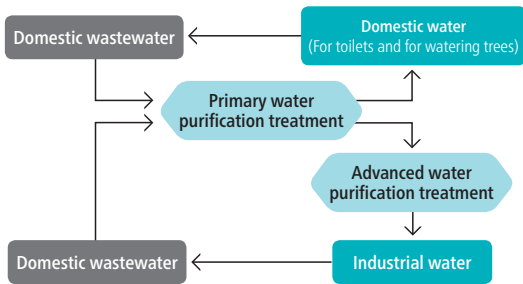 Domestic wastewater
Domestic water
(For toilets and for watering trees)
Primary water
purification treatment
Advanced water
purification treatment
Domestic wastewater
Industrial water